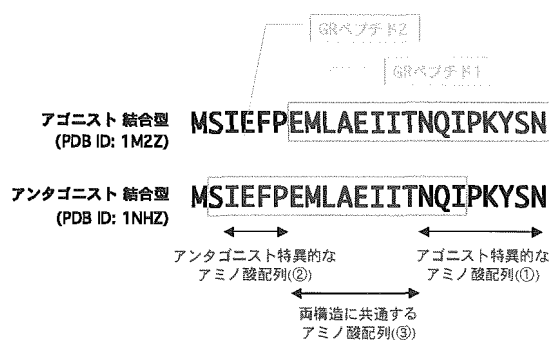 GRペプチド2
GRペプチド1
アゴニスト 結合型
(PDB ID: 1M2Z)
MSIEFPEMLAEIITNQIPKYSN
アンタゴニスト 結合型
(PDB ID: 1NHZ)
MSIEFPEMLAEIITNQIPKYSN
アンタゴニスト特異的な
アミノ酸配列(②)
アゴニスト特異的な
アミノ酸配列(①)
両構造に共通する
アミノ酸配列(③)